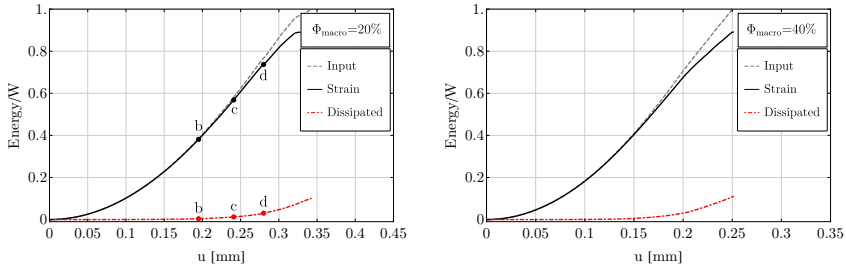 1.
0.8
0.6
0.4
0.2
0
Energy/W
Φmacro=20%
Input
Strain
Dissipated
b
c
d
b
c
d
0 0.05 0.1 0.15 0.2 0.25 0.3 0.35 0.4 0.45
u [mm]
1.
0.8
0.6
0.4
0.2
0
Energy/W
Φmacro=40%
Input
Strain
Dissipated
0 0.05 0.1 0.15 0.2 0.25 0.3 0.35
u [mm]